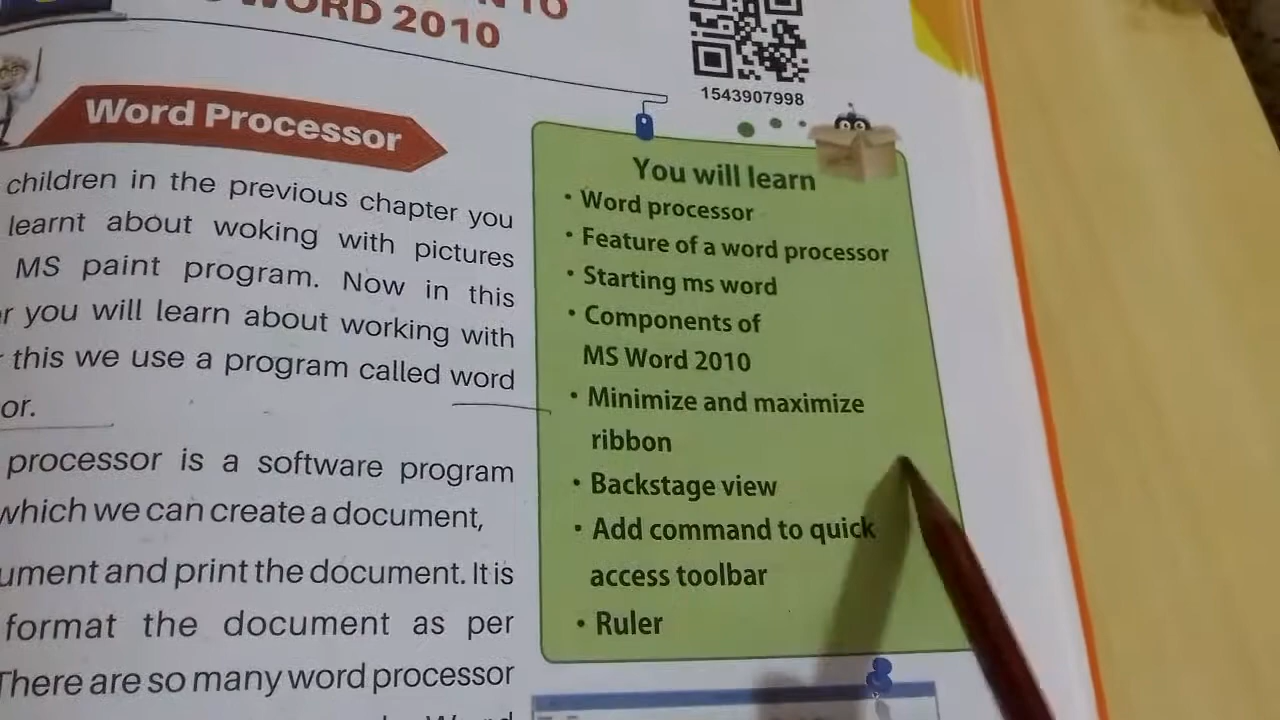 TO
WORD 2010
1543907998
Word Processor
children in the previous chapter you
learnt about woking with pictures
MS paint program. Now in this
you will learn about working with
this we use a program called word
or.
processor is a software program
which we can create a document,
ument and print the document. It is
format the document as per
There are so many word processor
You will learn
• Word processor
• Feature of a word processor
• Starting ms word
• Components of
MS Word 2010
• Minimize and maximize
ribbon
• Backstage view
• Add command to quick
access toolbar
• Ruler